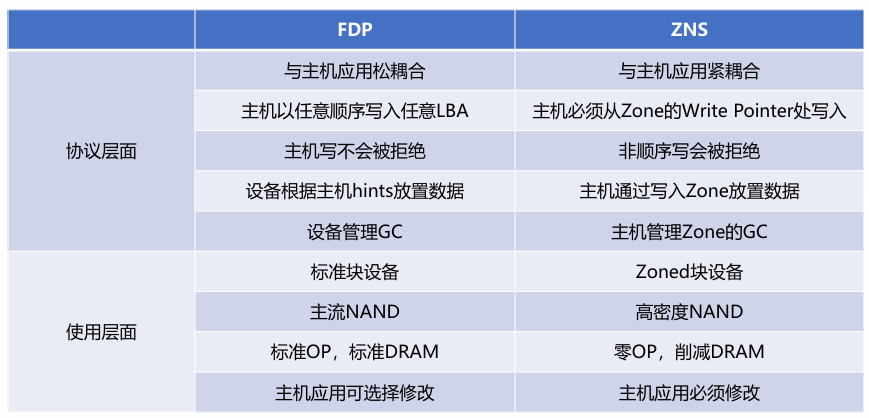 FDP ZNS
与主机应用松耦合 与主机应用紧耦合
主机以任意顺序写入任意LBA 主机必须从Zone的Write Pointer处写入
协议层面 主机写不会被拒绝 非顺序写会被拒绝
设备根据主机hints放置数据 主机通过写入Zone放置数据
设备管理GC 主机管理Zone的GC
标准块设备 Zoned块设备
主流NAND 高密度NAND
使用层面
标准OP，标准DRAM 零OP，削减DRAM
主机应用可选择修改 主机应用必须修改